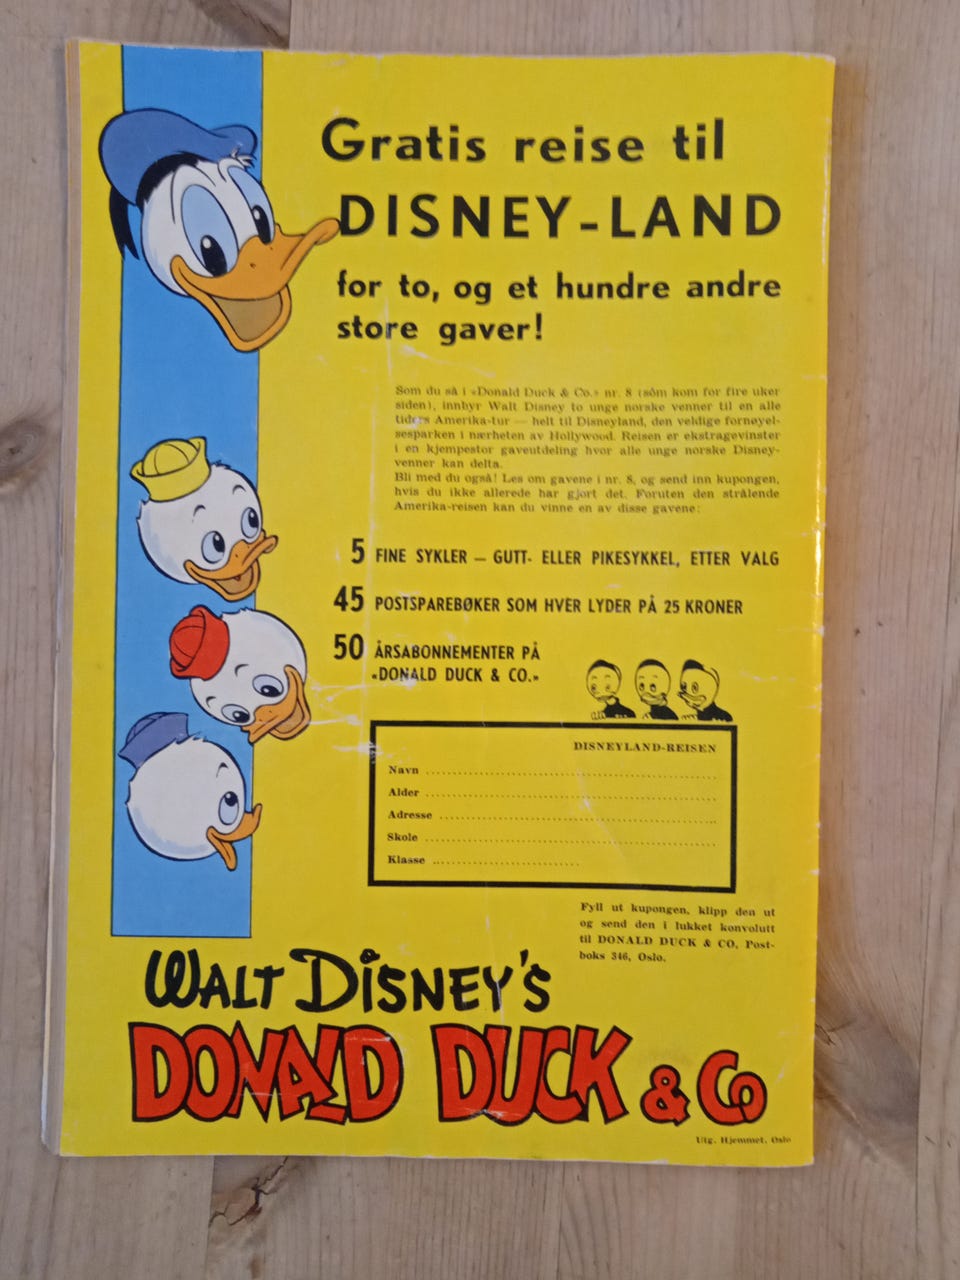 Gratis reise til
DISNEY-LAND
for to, og et hundre andre
store gaver!
Som du så i «Donald Duck & Co.» nr. 8 (som kom for fire uker
siden), innbyr Walt Disney to unge norske venner til en alle
tiders Amerika-tur — helt til Disneyland, den veldige fornøyel-
sesparken i nærheten av Hollywood. Reisen er ekstragevinster
i en kjempestor gaveutdeling hvor alle unge norske Disney-
venner kan delta.
Bli med du også! Les om gavene i nr. 8, og send inn kupongen,
hvis du ikke allerede har gjort det. Foruten den strålende
Amerika-reisen kan du vinne en av disse gavene:
5 FINE SYKLER — GUTT- ELLER PIKESYKKEL, ETTER VALG
45 POSTSPAREBØKER SOM HVER LYDER PÅ 25 KRONER
50 ÅRSABONNEMENTER PÅ
«DONALD DUCK & CO.»
DISNEYLAND-REISEN
Navn
Alder
Adresse
Skole
Klasse
Fyll ut kupongen, klipp den ut
og send den i lukket konvolutt
til DONALD DUCK & CO, Post-
boks 346, Oslo.
WALT DISNEY'S
DONALD DUCK & Co
Utg. Hjemmet, Oslo